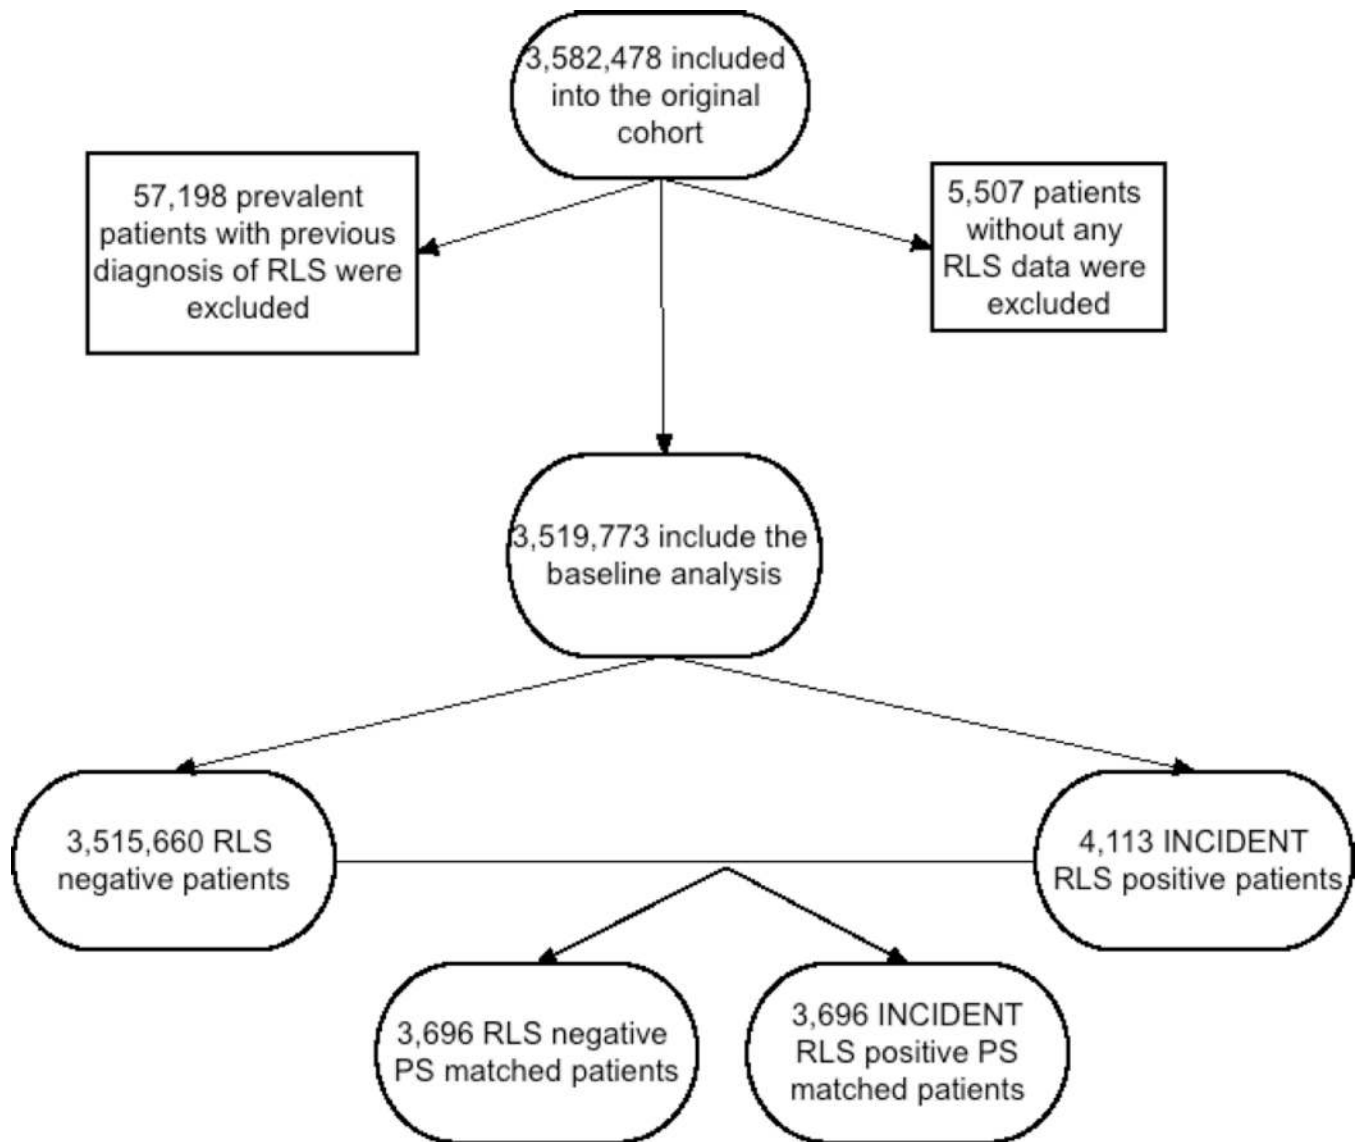 3,582,478 included
into the original
cohort
57,198 prevalent
patients with previous
diagnosis of RLS were
excluded
5,507 patients
without any
RLS data were
excluded
3,519,773 include the
baseline analysis
3,515,660 RLS
negative patients
4,113 INCIDENT
RLS positive patients
3,696 RLS negative
PS matched patients
3,696 INCIDENT
RLS positive PS
matched patients